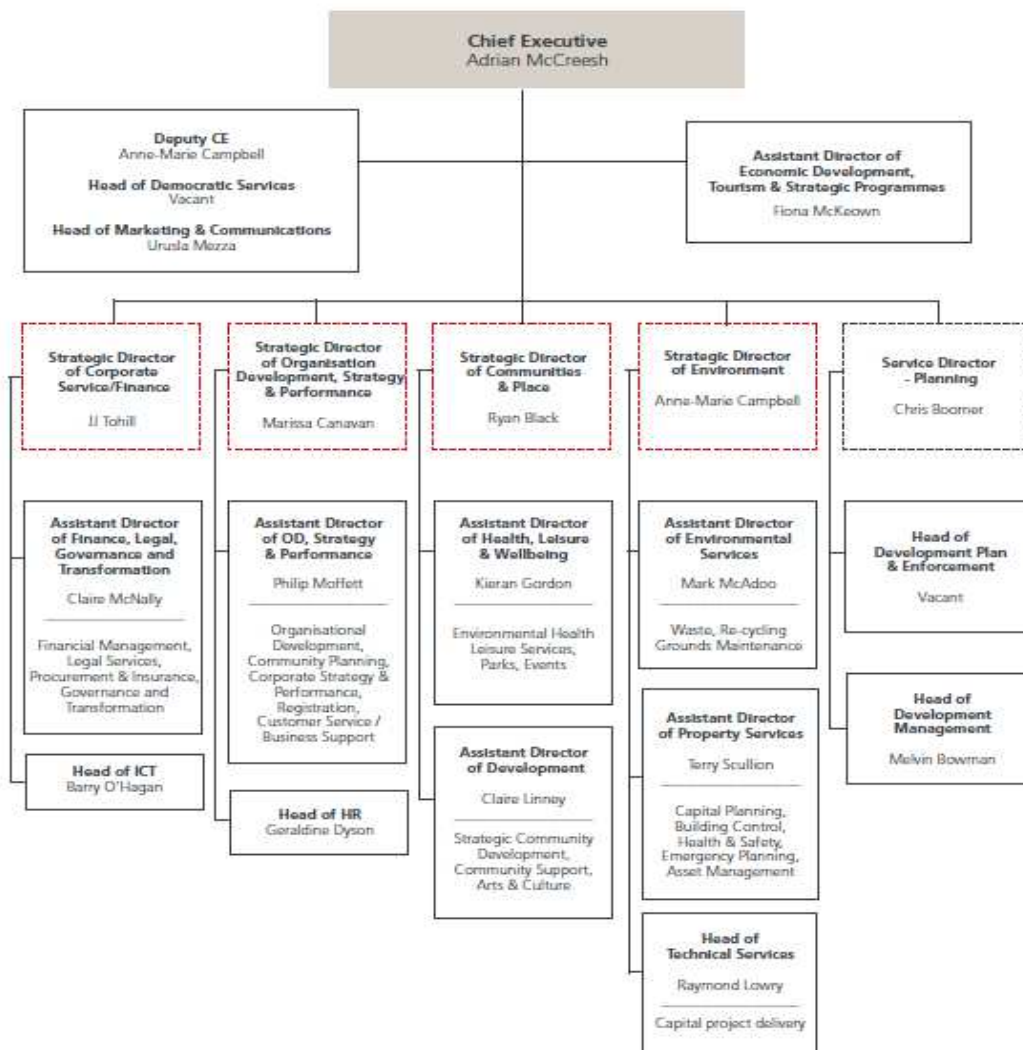 Chief Executive
Adrian McCreesh
Deputy CE
Anne-Marie Campbell
Head of Democratic Services
Vacant
Head of Marketing & Communications
Urusla Mezza
Assistant Director of
Economic Development,
Tourism & Strategic Programmes
Fiona McKeown
Strategic Director
of Corporate
Service/Finance
JJ Tohill
Strategic Director
of Organisation
Development, Strategy
& Performance
Marissa Canavan
Strategic Director
of Communities
& Place
Ryan Black
Strategic Director
of Environment
Anne-Marie Campbell
Service Director
- Planning
Chris Boomer
Assistant Director
of Finance, Legal,
Governance and
Transformation
Claire McNally
Financial Management,
Legal Services,
Procurement & Insurance,
Governance and
Transformation
Head of ICT
Barry O'Hagan
Assistant Director
of OD, Strategy
& Performance
Philip Moffett
Organisational
Development,
Community Planning,
Corporate Strategy &
Performance,
Registration,
Customer Service /
Business Support
Head of HR
Geraldine Dyson
Assistant Director
of Health, Leisure
& Wellbeing
Kieran Gordon
Environmental Health
Leisure Services,
Parks, Events
Assistant Director
of Development
Claire Linney
Strategic Community
Development,
Community Support,
Arts & Culture
Assistant Director
of Environmental
Services
Mark McAdoo
Waste, Re-cycling
Grounds Maintenance
Assistant Director
of Property Services
Terry Scullion
Capital Planning,
Building Control,
Health & Safety,
Emergency Planning,
Asset Management
Head of
Technical Services
Raymond Lowry
Capital project delivery
Head of
Development Plan
& Enforcement
Vacant
Head of
Development
Management
Melvin Bowman